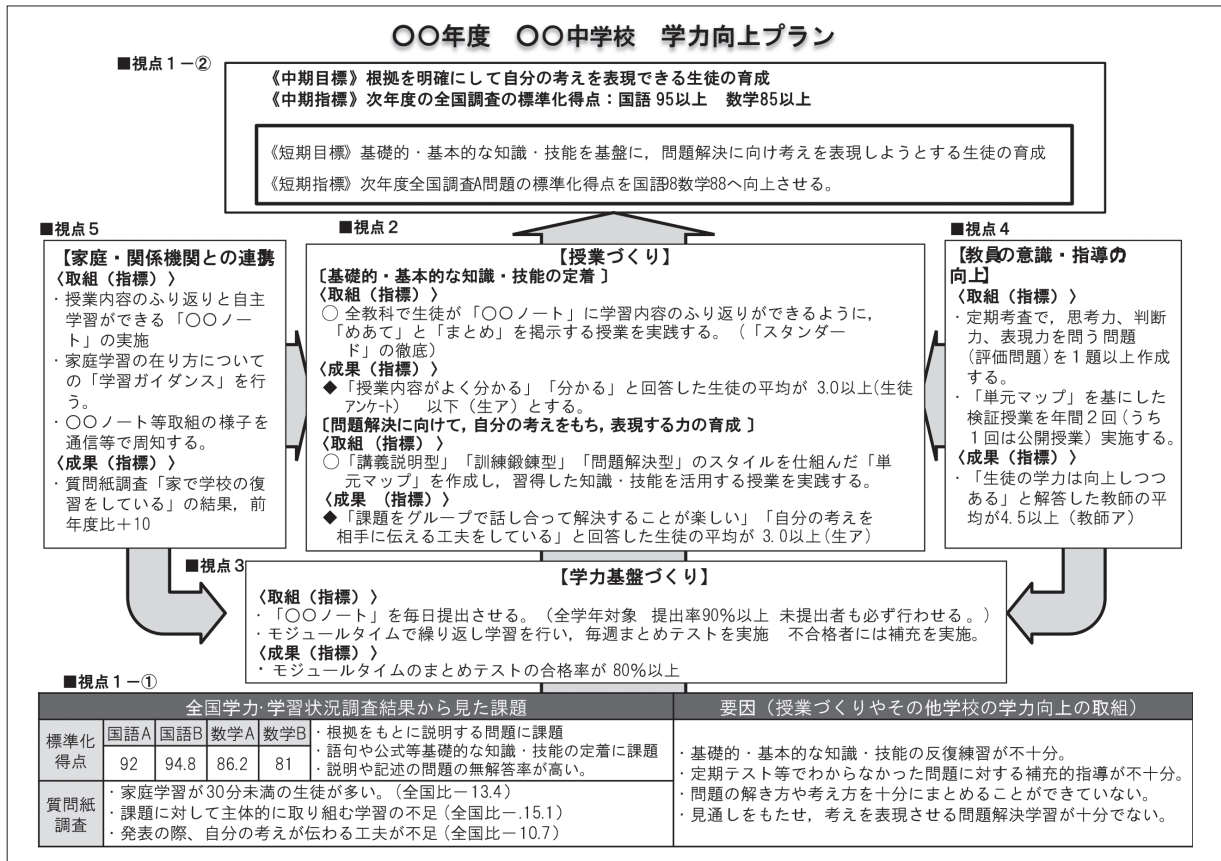 〇〇年度　〇〇中学校　学力向上プラン
■視点１－②
《中期目標》根拠を明確にして自分の考えを表現できる生徒の育成
《中期指標》次年度の全国調査の標準化得点：国語 95以上　数学85以上
《短期目標》基礎的・基本的な知識・技能を基盤に，問題解決に向け考えを表現しようとする生徒の育成
《短期指標》次年度全国調査A問題の標準化得点を国語98数学88へ向上させる。
■視点５
【家庭・関係機関との連携】
〈取組（指標）〉
・授業内容のふり返りと自主
学習ができる「〇〇ノー
ト」の実施
・家庭学習の在り方について
の「学習ガイダンス」を行
う。
・〇〇ノート等取組の様子を
通信等で周知する。
〈成果（指標）〉
・質問紙調査「家で学校の復
習をしている」の結果，前
年度比＋10
■視点２
【授業づくり】
〔基礎的・基本的な知識・技能の定着 〕
〈取組（指標）〉
○ 全教科で生徒が「〇〇ノート」に学習内容のふり返りができるように，
「めあて」と「まとめ」を掲示する授業を実践する。（「スタンダー
ド」の徹底）
〈成果（指標）〉
◆「授業内容がよく分かる」「分かる」と回答した生徒の平均が 3.0以上(生徒
アンケート)　以下（生ア）とする。
[問題解決に向けて，自分の考えをもち，表現する力の育成 ]
〈取組（指標）〉
○「講義説明型」「訓練鍛錬型」「問題解決型」のスタイルを仕組んだ「単
元マップ」を作成し，習得した知識・技能を活用する授業を実践する。
〈成果 （指標）〉
◆「課題をグループで話し合って解決することが楽しい」「自分の考えを
相手に伝える工夫をしている」と回答した生徒の平均が 3.0以上(生ア)
■視点４
【教員の意識・指導力の
向上】
〈取組（指標）〉
・定期考査で，思考力、判断
力、表現力を問う問題
(評価問題)を１題以上作成
する。
・「単元マップ」を基にした
検証授業を年間２回(うち
１回は公開授業）実施する。
〈成果（指標）〉
・「生徒の学力は向上しつつ
ある」と解答した教師の平
均が4.5以上（教師ア）
■視点３
【学力基盤づくり】
〈取組（指標）〉
・「〇〇ノート」を毎日提出させる。（全学年対象　提出率90％以上　未提出者も必ず行わせる。）
・モジュールタイムで繰り返し学習を行い，毎週まとめテストを実施　不合格者には補充を実施。
〈成果（指標）〉
・モジュールタイムのまとめテストの合格率が 80％以上
■視点１－①
全国学力・学習状況調査結果から見た課題
標準化
得点
国語A 国語B 数学A 数学B
92 94.8 86.2 81
・根拠をもとに説明する問題に課題
・語句や公式等基礎的な知識・技能の定着に課題
・説明や記述の問題の無解答率が高い。
質問紙
調査
・家庭学習が30分未満の生徒が多い。（全国比－13.4）
・課題に対して主体的に取り組む学習の不足（全国比－.15.1）
・発表の際、自分の考えが伝わる工夫が不足（全国比－10.7）
要因（授業づくりやその他学校の学力向上の取組）
・基礎的・基本的な知識・技能の反復練習が不十分。
・定期テスト等でわからなかった問題に対する補充的指導が不十分。
・問題の解き方や考え方を十分にまとめることができていない。
・見通しをもたせ，考えを表現させる問題解決学習が十分でない。